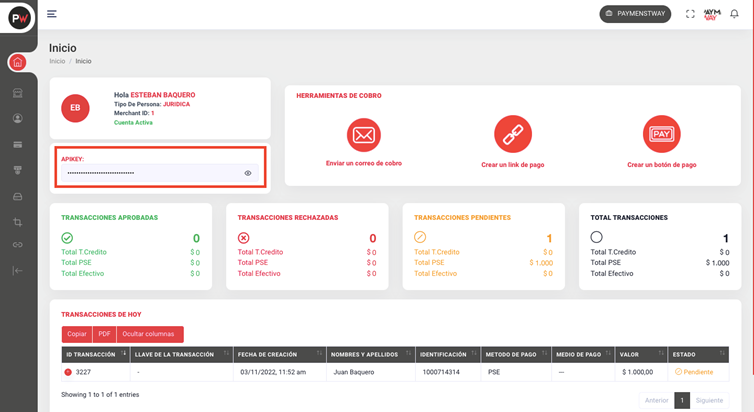 PW
PAYMENSTWAY
PAYM
WAY
Inicio
Inicio / Inicio
EB
Hola ESTEBAN BAQUERO
Tipo De Persona: JURIDICA
Merchant ID: 1
Cuenta Activa
APIKEY:
HERRAMIENTAS DE COBRO
Enviar un correo de cobro
Crear un link de pago
PAY
Crear un botón de pago
TRANSACCIONES APROBADAS
0
Total T.Credito $ 0
Total PSE $ 0
Total Efectivo $ 0
TRANSACCIONES RECHAZADAS
0
Total T.Credito $ 0
Total PSE $ 0
Total Efectivo $ 0
TRANSACCIONES PENDIENTES
1
Total T.Credito $ 0
Total PSE $ 1,000
Total Efectivo $ 0
TOTAL TRANSACCIONES
1
Total T.Credito $ 0
Total PSE $ 1,000
Total Efectivo $ 0
TRANSACCIONES DE HOY
Copiar PDF Ocultar columnas
ID TRANSACCIÓN LLAVE DE LA TRANSACCIÓN FECHA DE CREACIÓN NOMBRES Y APELLIDOS IDENTIFICACIÓN METODO DE PAGO MEDIO DE PAGO VALOR ESTADO
3227 - 03/11/2022, 11:52 am Juan Baquero 1000714314 PSE --- $ 1.000,00 Pendiente
Showing 1 to 1 of 1 entries
Anterior 1 Siguiente